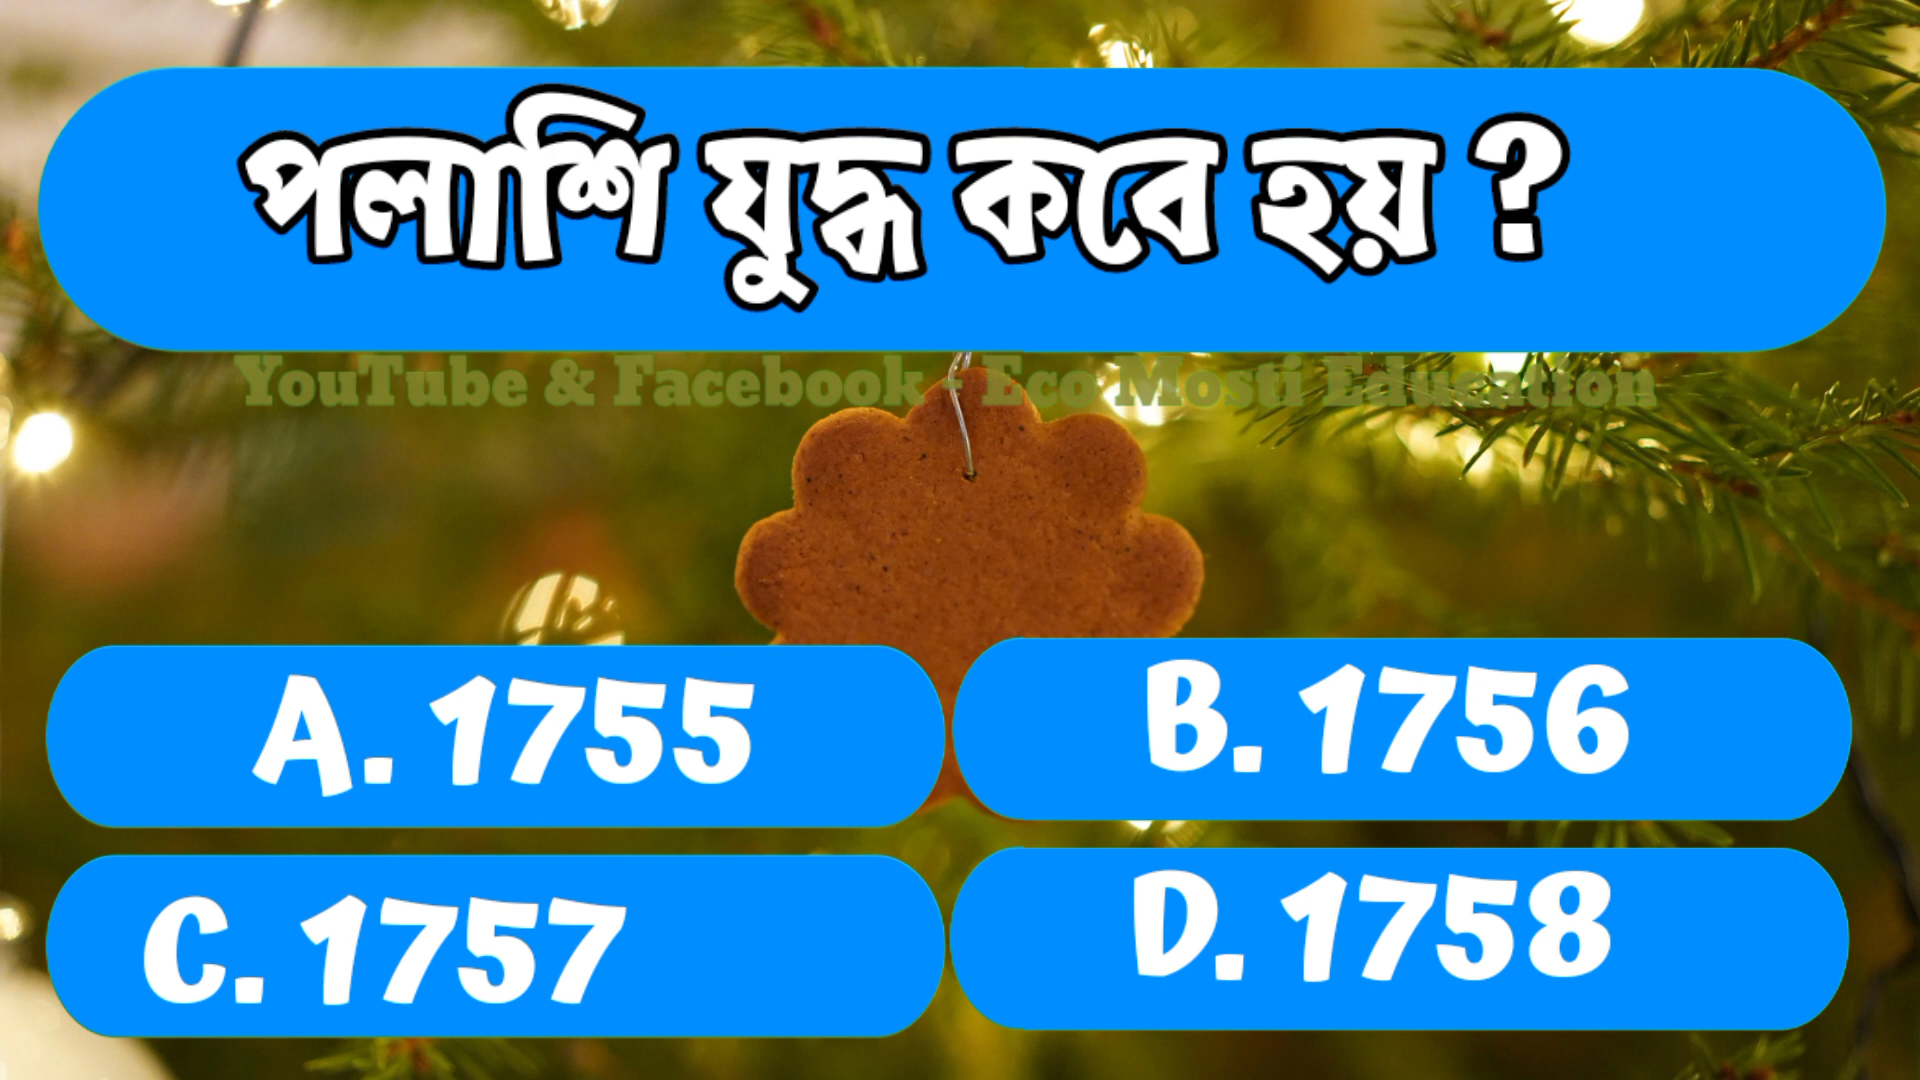 পলাশি যুদ্ধ কবে হয় ?
YouTube & Facebook - Eco Mosti Education
A. 1755
B. 1756
C. 1757
D. 1758